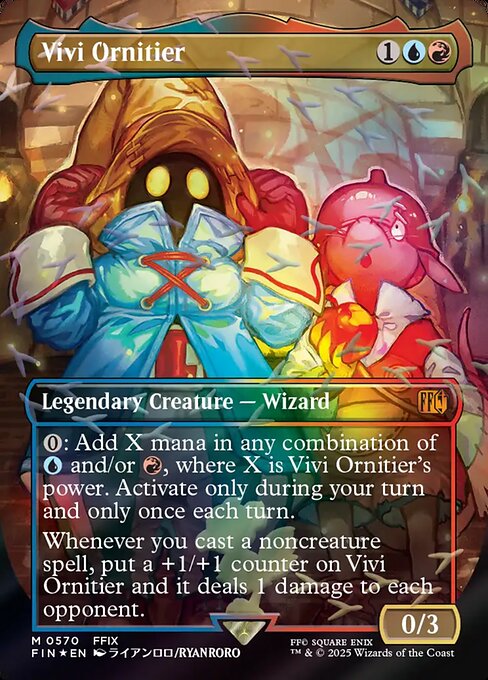 Vivi Ornitier 1
Legendary Creature — Wizard FFC
0: Add X mana in any combination of
and/or , where X is Vivi Ornitier's
power. Activate only during your turn
and only once each turn.
Whenever you cast a noncreature
spell, put a +1/+1 counter on Vivi
Ornitier and it deals 1 damage to each
opponent.
0/3
M 0570 FFIX
FIN★EN ライアンロロ/RYANRORO
FF© SQUARE ENIX
™ & © 2025 Wizards of the Coast